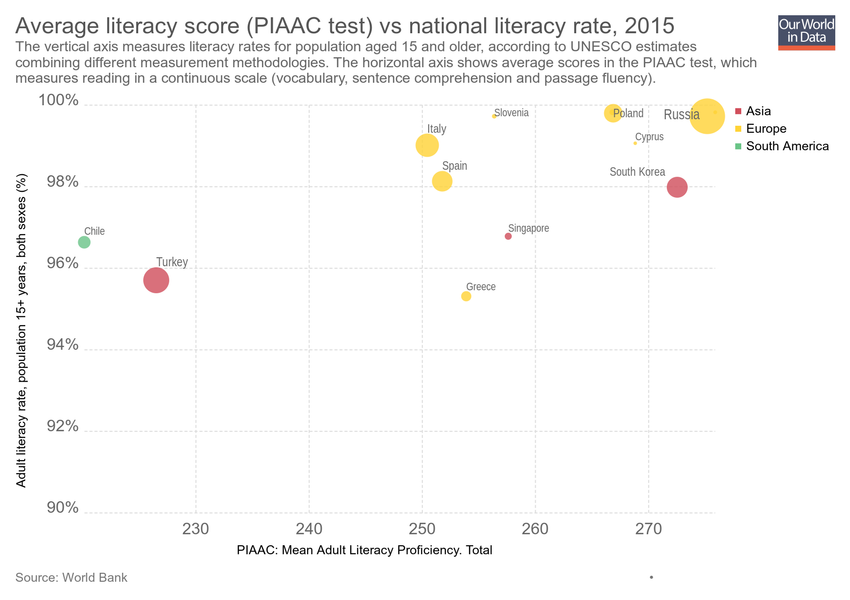 Average literacy score (PIAAC test) vs national literacy rate, 2015
Our World
in Data
The vertical axis measures literacy rates for population aged 15 and older, according to UNESCO estimates
combining different measurement methodologies. The horizontal axis shows average scores in the PIAAC test, which
measures reading in a continuous scale (vocabulary, sentence comprehension and passage fluency).
Adult literacy rate, population 15+ years, both sexes (%)
100%
98%
96%
94%
92%
90%
Slovenia
Poland
Russia
Italy
Cyprus
Spain
South Korea
Chile
Singapore
Turkey
Greece
Asia
Europe
South America
230
240
250
260
270
PIAAC: Mean Adult Literacy Proficiency. Total
Source: World Bank